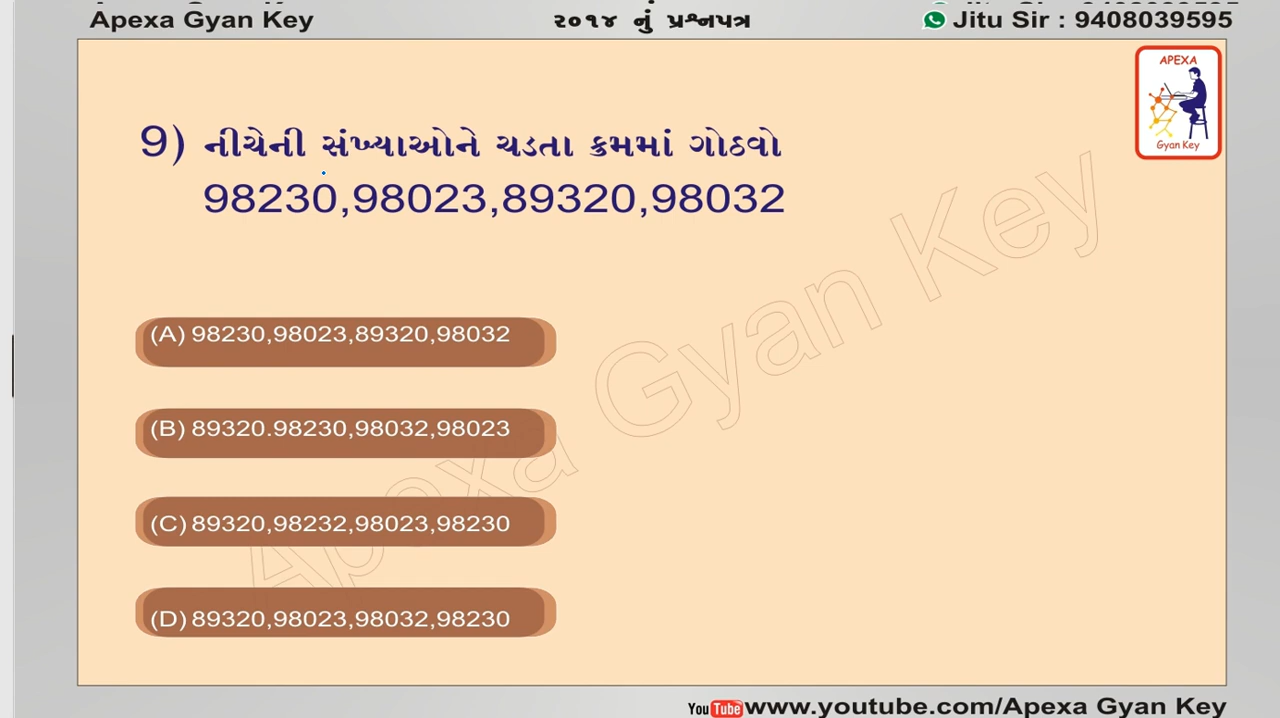 Apexa Gyan Key
૨૦૧૪ નું પ્રશ્નપત્ર
Jitu Sir : 9408039595
APEXA
Gyan Key
9) નીચેની સંખ્યાઓને ચડતા ક્રમમાં ગોઠવો
98230,98023,89320,98032
(A) 98230,98023,89320,98032
(B) 89320.98230,98032,98023
(C) 89320,98232,98023,98230
(D) 89320,98023,98032,98230
Apexa Gyan Key
YouTube www.youtube.com/Apexa Gyan Key